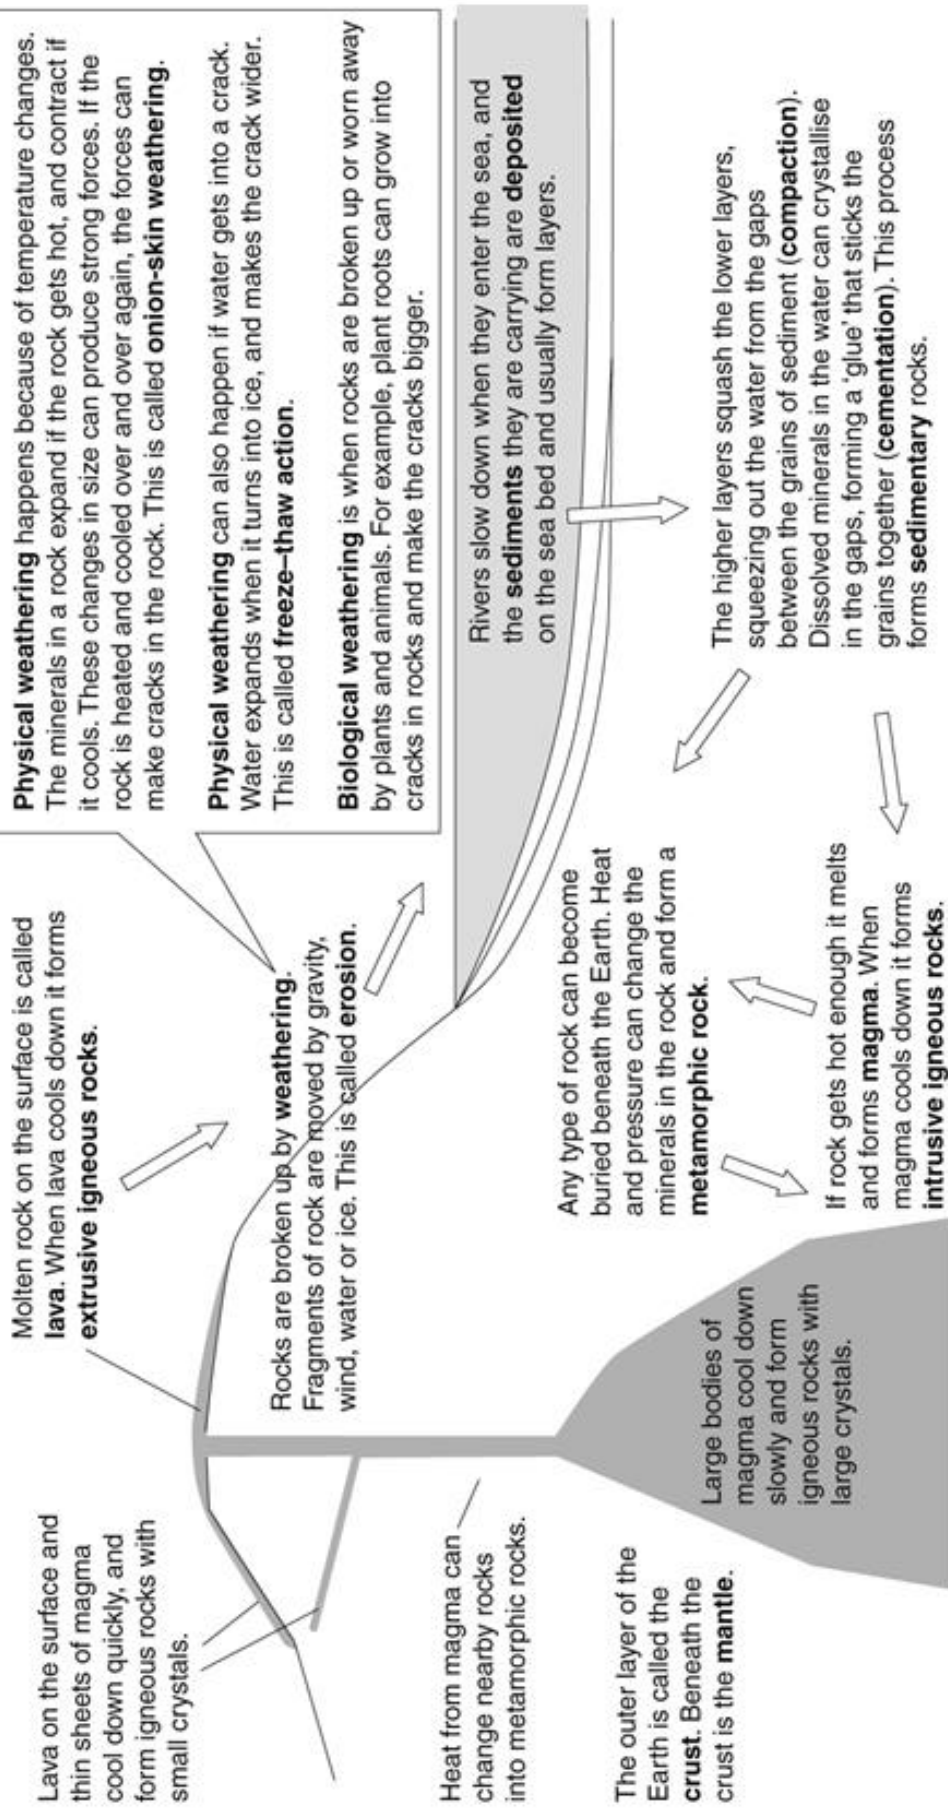 Lava on the surface and
thin sheets of magma
cool down quickly, and
form igneous rocks with
small crystals.
Molten rock on the surface is called
lava. When lava cools down it forms
extrusive igneous rocks.
Physical weathering happens because of temperature changes.
The minerals in a rock expand if the rock gets hot, and contract if
it cools. These changes in size can produce strong forces. If the
rock is heated and cooled over and over again, the forces can
make cracks in the rock. This is called onion-skin weathering.
Physical weathering can also happen if water gets into a crack.
Water expands when it turns into ice, and makes the crack wider.
This is called freeze–thaw action.
Biological weathering is when rocks are broken up or worn away
by plants and animals. For example, plant roots can grow into
cracks in rocks and make the cracks bigger.
Rocks are broken up by weathering.
Fragments of rock are moved by gravity,
wind, water or ice. This is called erosion.
Rivers slow down when they enter the sea, and
the sediments they are carrying are deposited
on the sea bed and usually form layers.
Heat from magma can
change nearby rocks
into metamorphic rocks.
Any type of rock can become
buried beneath the Earth. Heat
and pressure can change the
minerals in the rock and form a
metamorphic rock.
The higher layers squash the lower layers,
squeezing out the water from the gaps
between the grains of sediment (compaction).
Dissolved minerals in the water can crystallise
in the gaps, forming a ‘glue’ that sticks the
grains together (cementation). This process
forms sedimentary rocks.
The outer layer of the
Earth is called the
crust. Beneath the
crust is the mantle.
Large bodies of
magma cool down
slowly and form
igneous rocks with
large crystals.
If rock gets hot enough it melts
and forms magma. When
magma cools down it forms
intrusive igneous rocks.